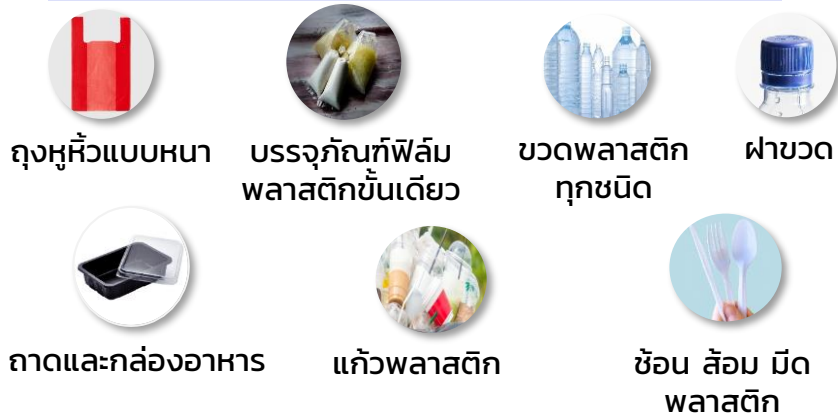 ถุงหูหิ้วแบบหนา
บรรจุภัณฑ์ฟิล์ม
พลาสติกขั้นเดียว
ขวดพลาสติก
ทุกชนิด
ฝาขวด
ถาดและกล่องอาหาร
แก้วพลาสติก
ช้อน ส้อม มีด
พลาสติก